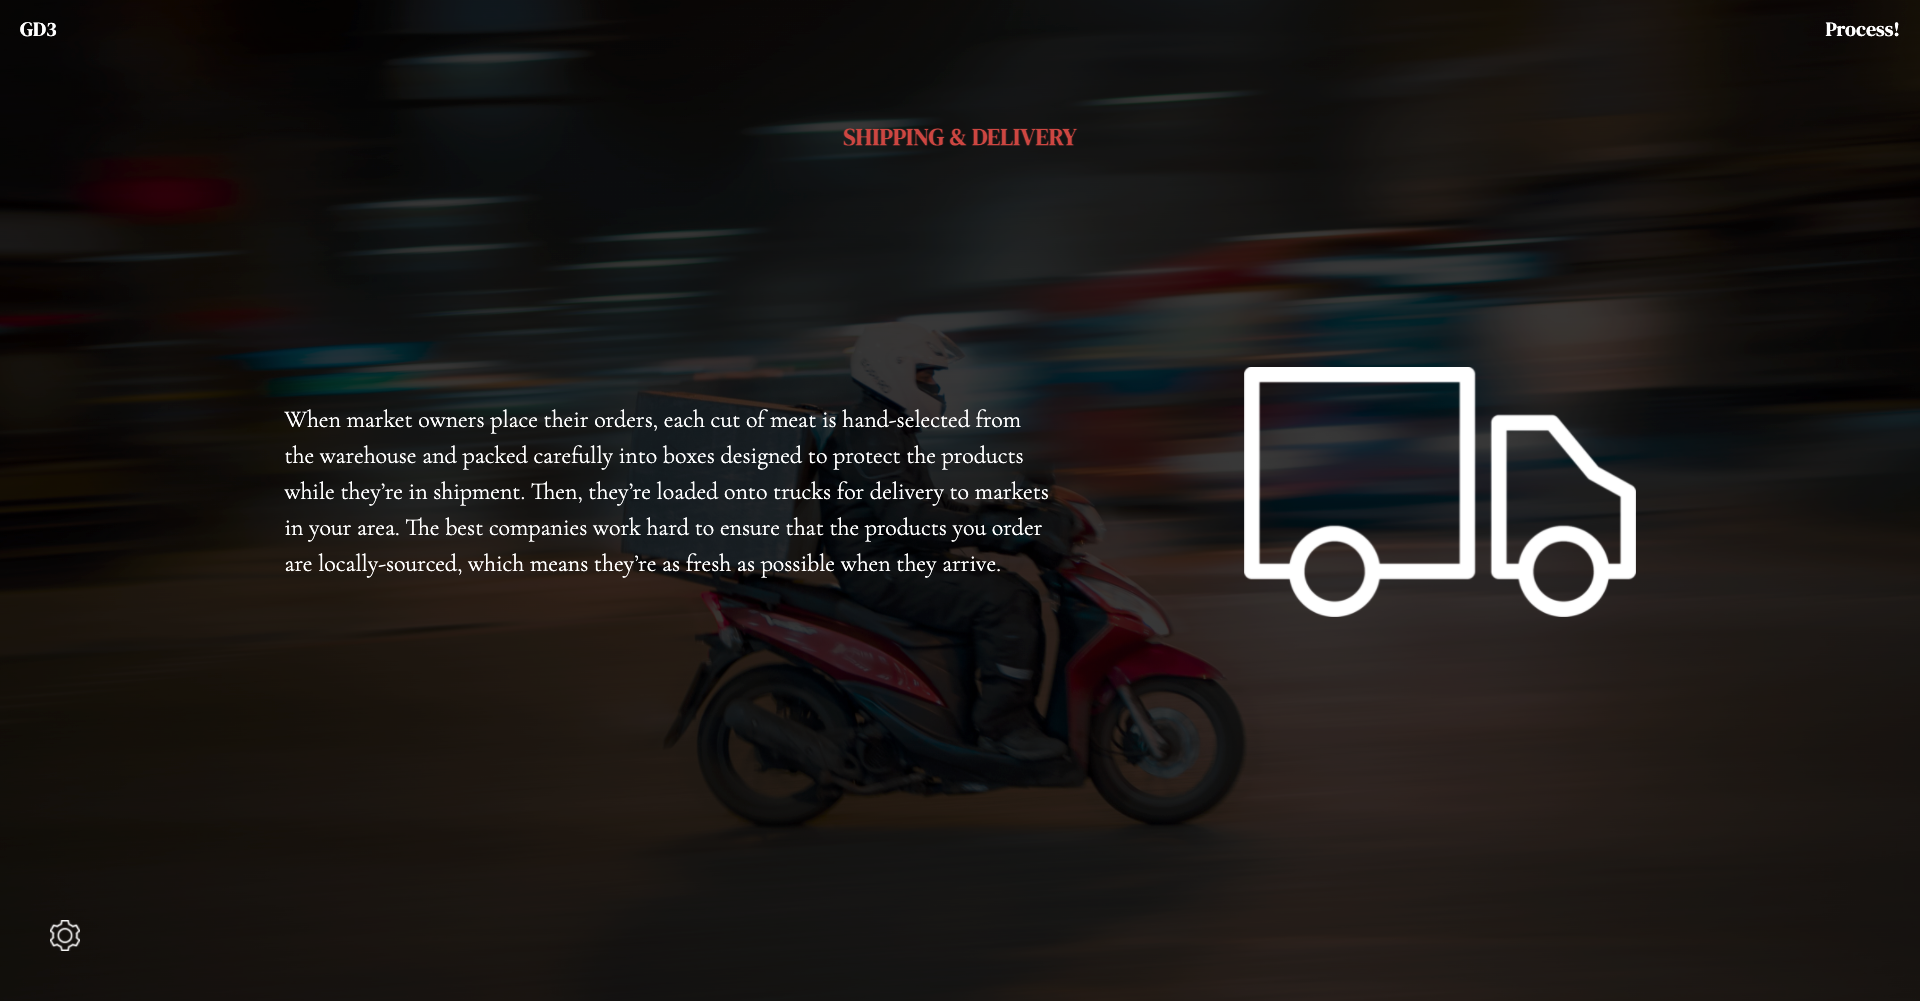 GD3
Process!
SHIPPING & DELIVERY
When market owners place their orders, each cut of meat is hand-selected from
the warehouse and packed carefully into boxes designed to protect the products
while they’re in shipment. Then, they’re loaded onto trucks for delivery to markets
in your area. The best companies work hard to ensure that the products you order
are locally-sourced, which means they’re as fresh as possible when they arrive.